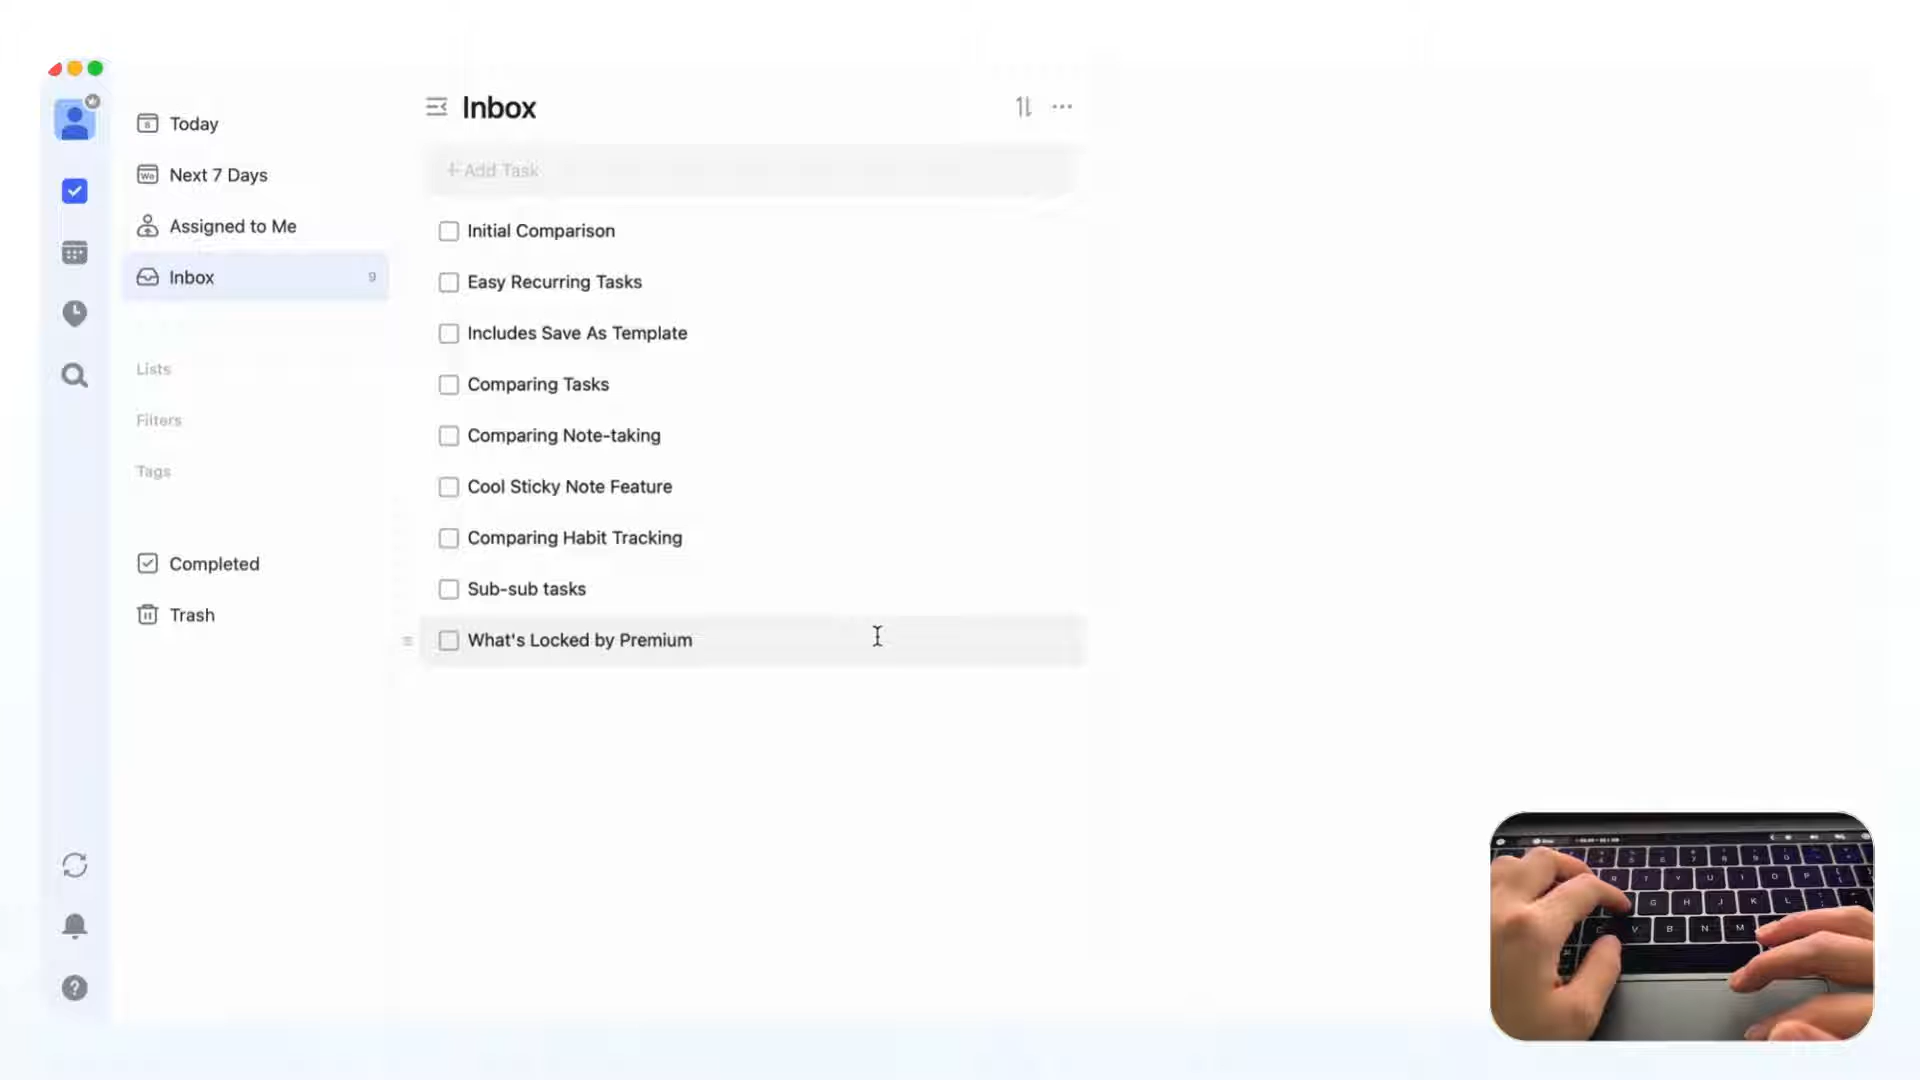 Today
Next 7 Days
Assigned to Me
Inbox 9
Lists
Filters
Tags
Completed
Trash
Inbox
+ Add Task
Initial Comparison
Easy Recurring Tasks
Includes Save As Template
Comparing Tasks
Comparing Note-taking
Cool Sticky Note Feature
Comparing Habit Tracking
Sub-sub tasks
What's Locked by Premium
R T Y U I O P
G H J K L
C V B N M